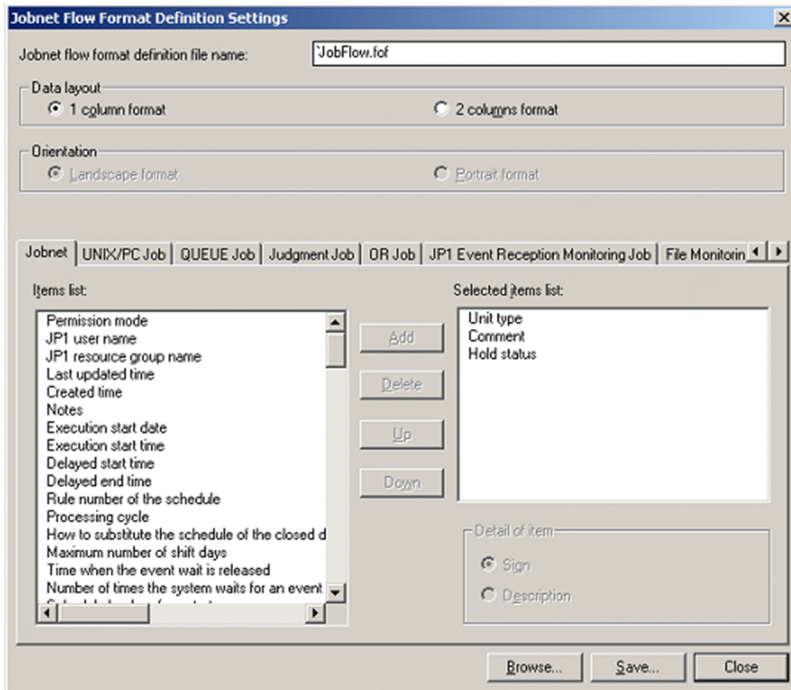 Jobnet Flow Format Definition Settings
Jobnet flow format definition file name:
`JobFlow.fof
Data layout
1 column format
2 columns format
Orientation
Landscape format
Portrait format
Jobnet
UNIX/PC Job
QUEUE Job
Judgment Job
OR Job
JP1 Event Reception Monitoring Job
File Monitorin
Items list:
Permission mode
JP1 user name
JP1 resource group name
Last updated time
Created time
Notes
Execution start date
Execution start time
Delayed start time
Delayed end time
Rule number of the schedule
Processing cycle
How to substitute the schedule of the closed d
Maximum number of shift days
Time when the event wait is released
Number of times the system waits for an event
Add
Delete
Up
Down
Selected items list:
Unit type
Comment
Hold status
Detail of item
Sign
Description
Browse...
Save...
Close